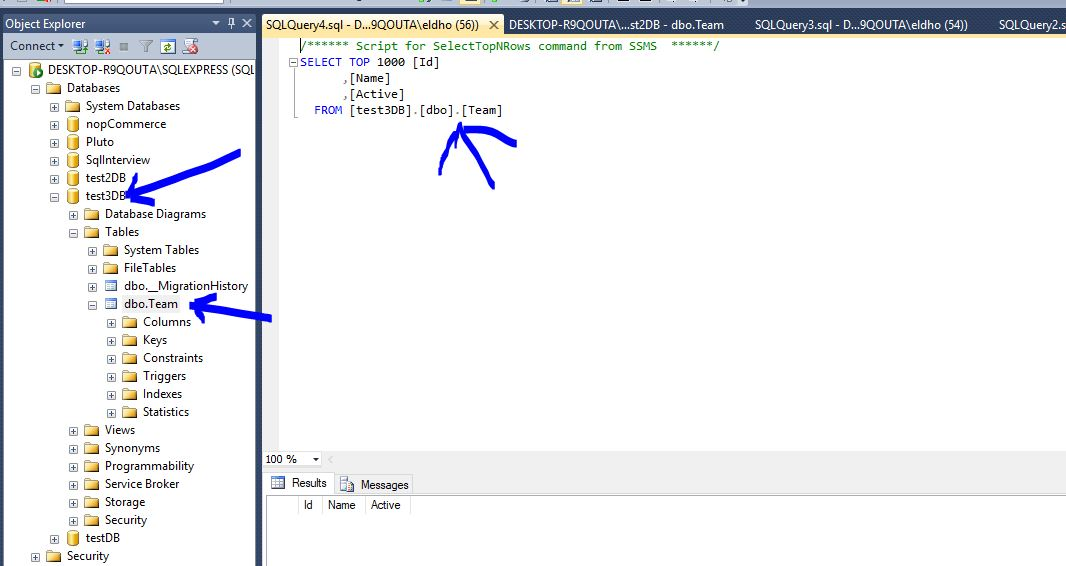 Object Explorer
Connect
DESKTOP-R9QOUTA\SQLEXPRESS (SQL
Databases
System Databases
nopCommerce
Pluto
SqlInterview
test2DB
test3DB
Database Diagrams
Tables
System Tables
FileTables
dbo.__MigrationHistory
dbo.Team
Columns
Keys
Constraints
Triggers
Indexes
Statistics
Views
Synonyms
Programmability
Service Broker
Storage
Security
testDB
Security
SQLQuery4.sql - D...9QOUTA\eldho (56))
DESKTOP-R9QOUTA\...st2DB - dbo.Team
SQLQuery3.sql - D...9QOUTA\eldho (54))
SQLQuery2.s
/****** Script for SelectTopNRows command from SSMS  ******/
SELECT TOP 1000 [Id]
,[Name]
,[Active]
FROM [test3DB].[dbo].[Team]
100 %
Results
Messages
Id Name Active